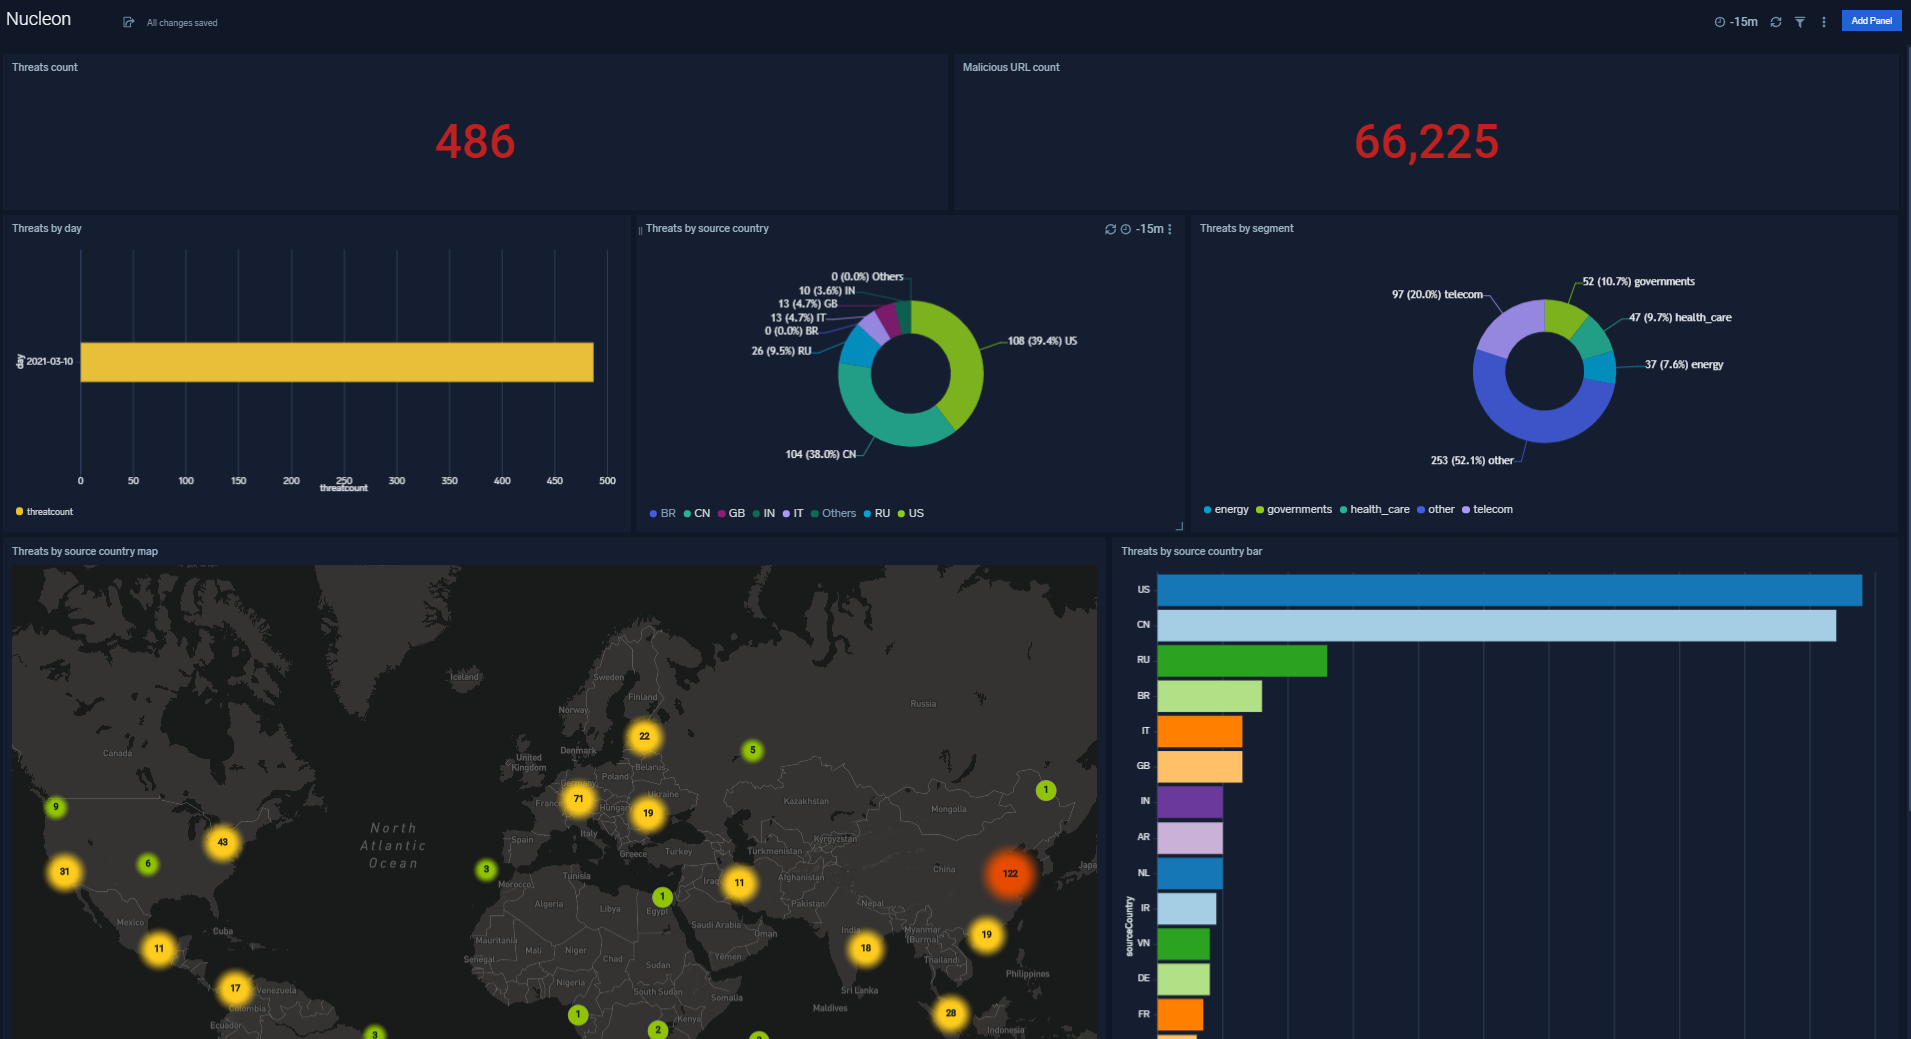 Nucleon
All changes saved
-15m
Add Panel
Threats count
486
Malicious URL count
66,225
Threats by day
day
2021-03-10
0 50 100 150 200 250 300 350 400 450 500
threatcount
threatcount
Threats by source country
-15m
0 (0.0%) Others
10 (3.6%) IN
13 (4.7%) GB
13 (4.7%) IT
0 (0.0%) BR
26 (9.5%) RU
108 (39.4%) US
104 (38.0%) CN
BR CN GB IN IT Others RU US
Threats by segment
97 (20.0%) telecom
52 (10.7%) governments
47 (9.7%) health_care
37 (7.6%) energy
253 (52.1%) other
energy governments health_care other telecom
Threats by source country map
Iceland
Sweden
Finland
Norway
Russia
22
Canada
Denmark
5
United
Kingdom
Belarus
Poland
Germany
1
71
France
Ukraine
Kazakhstan
9
Hungary
19
Mongolia
North
Atlantic
Ocean
Italy
43
Spain
Kyrgyzstan
Greece
Turkey
Turkmenistan
6
3
31
China
122
Japa
Tunisia
Iraq
11
Afghanistan
Morocco
1
Algeria
Libya
Egypt
Pakistan
Nepal
Mexico
Cuba
Saudi Arabia
Oman
India
Myanmar
(Burma)
19
11
Mauritania
Mali
Niger
Chad
Yemen
18
Senegal
Sudan
Thailand
Philippines
17
Venezuela
Nigeria
South Sudan
Somalia
Sri Lanka
Colombia
Maldives
1
28
Ecuador
Kenya
2
Indonesia
3
Threats by source country bar
sourceCountry
US
CN
RU
BR
IT
GB
IN
AR
NL
IR
VN
DE
FR